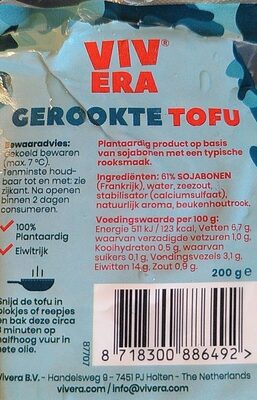 VIV
ERA®
GEROOKTE TOFU
Bewaaradvies:
Gekoeld bewaren
(max. 7 °C).
Tenminste houd-
baar tot en met: zie
zijkant. Na openen
binnen 2 dagen
consumeren.
100%
Plantaardig
Eiwitrijk
Snijd de tofu in
blokjes of reepjes
en bak deze circa
minuten op
halfhoog vuur in
hete olie.
Plantaardig product op basis
van sojabonen met een typische
rooksmaak.
Ingrediënten: 61% SOJABONEN
(Frankrijk), water, zeezout,
stabilisator (calciumsulfaat),
natuurlijk aroma, beukenhoutrook.
Voedingswaarde per 100 g:
Energie 511 kJ / 123 kcal, Vetten 6,7 g,
waarvan verzadigde vetzuren 1,0 g,
Koolhydraten 0,5 g, waarvan
suikers 0,1 g, Voedingsvezels 3,1 g,
Eiwitten 14 g, Zout 0,9 g.
200 g e
87707
8 718300 886492 >
Vivera B.V. - Handelsweg 9 - 7451 PJ Holten - The Netherlands
vivera.com / info@vivera.com